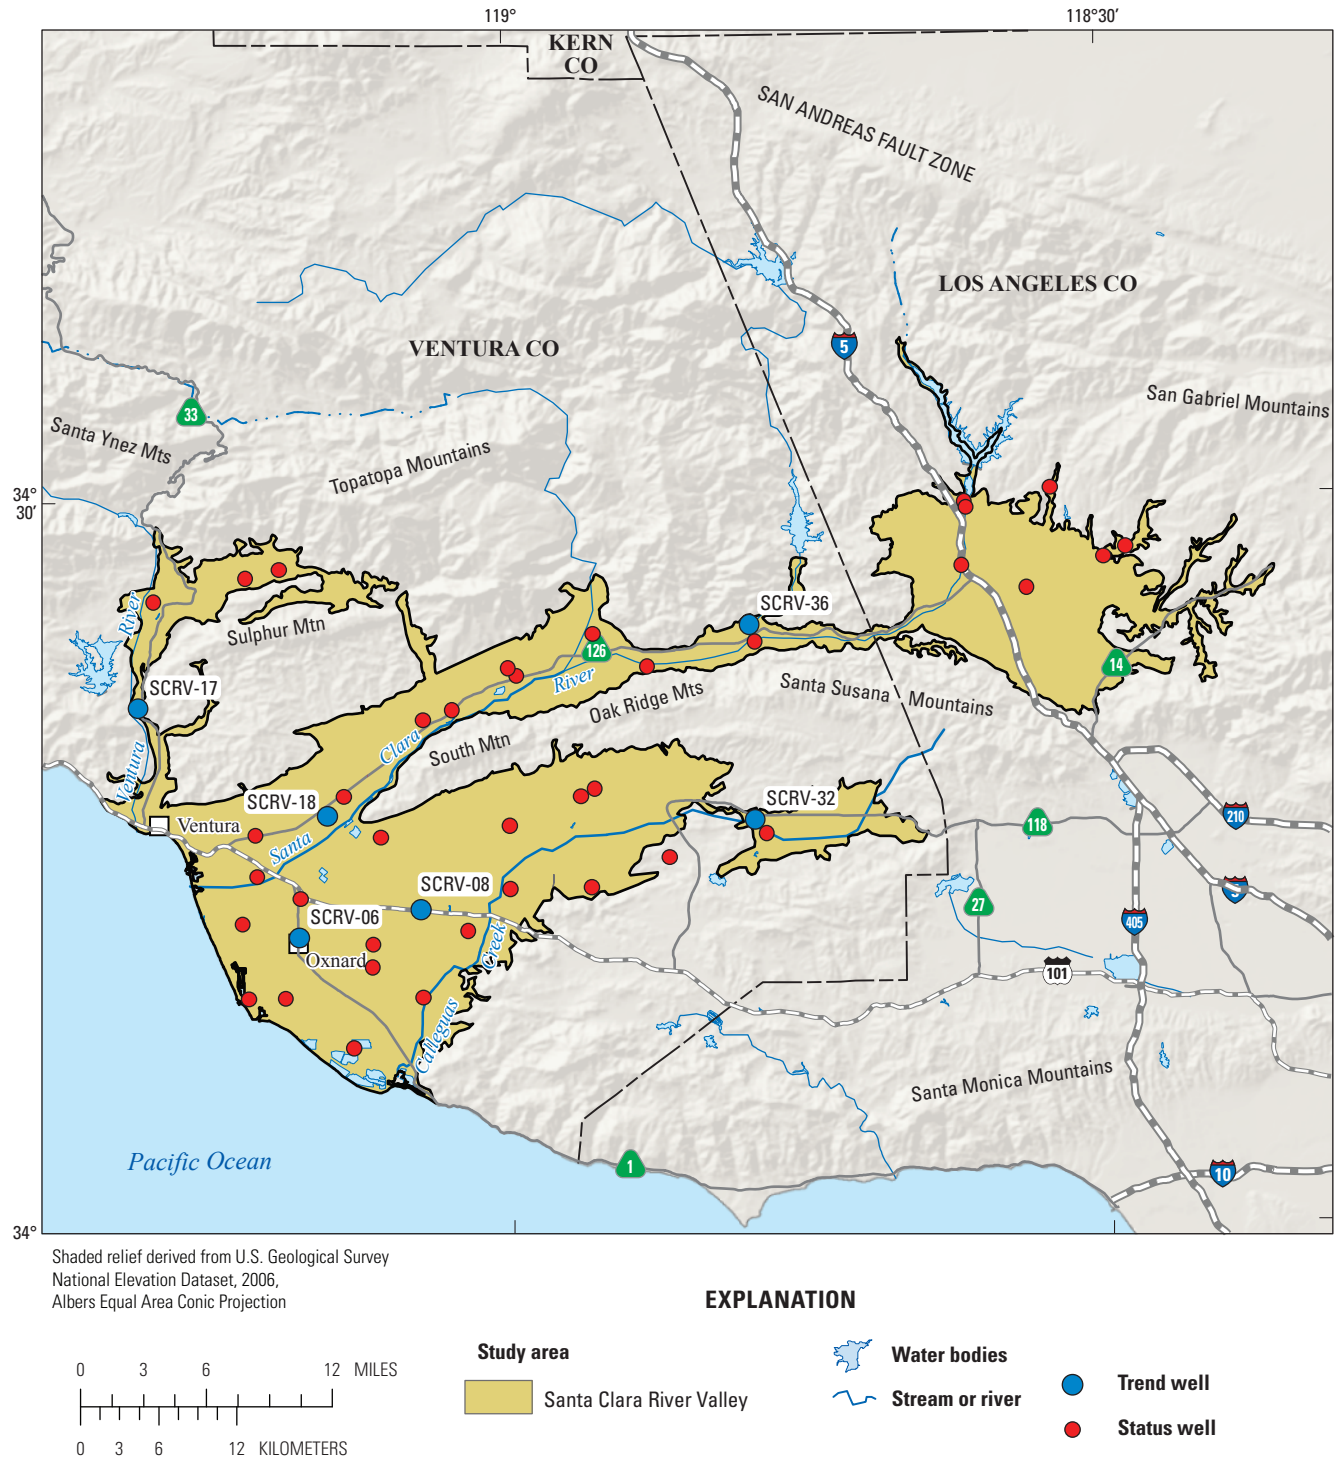 119°
118°30′
KERN
CO
SAN ANDREAS FAULT ZONE
LOS ANGELES CO
5
VENTURA CO
San Gabriel Mountains
33
Santa Ynez Mts
Topatopa Mountains
34°
30′
SCRV-36
River
Sulphur Mtn
126
14
River
SCRV-17
Santa Susana Mountains
Oak Ridge Mts
Clara
South Mtn
Ventura
SCRV-18
SCRV-32
Ventura
118
210
Santa
SCRV-08
5
SCRV-06
27
405
Creek
Oxnard
101
Calleguas
Santa Monica Mountains
Pacific Ocean
1
10
34°
Shaded relief derived from U.S. Geological Survey
National Elevation Dataset, 2006,
Albers Equal Area Conic Projection
EXPLANATION
0 3 6 12 MILES
0 3 6 12 KILOMETERS
Study area
Santa Clara River Valley
Water bodies
Stream or river
Trend well
Status well